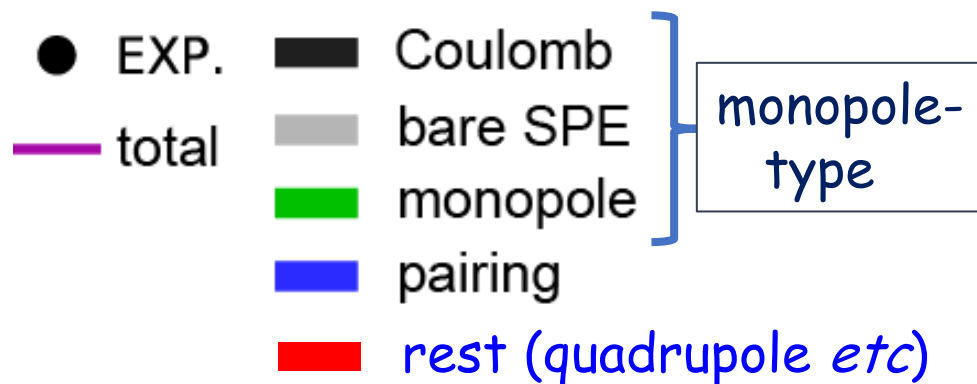 EXP.
total
Coulomb
bare SPE
monopole
pairing
rest (quadrupole etc)
monopole-
type